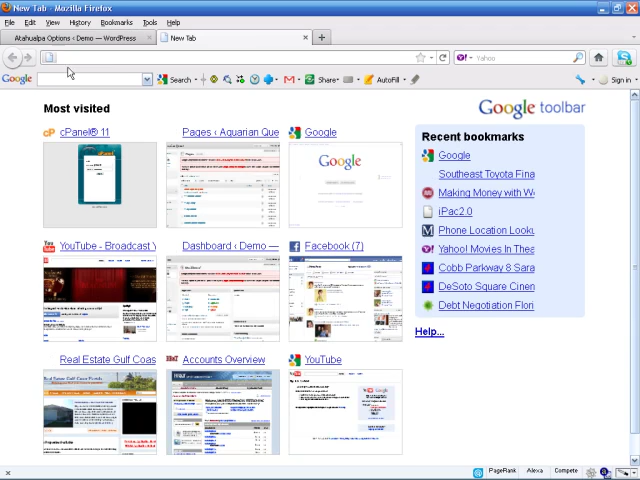 New Tab - Mozilla Firefox
File Edit View History Bookmarks Tools Help
Atahualpa Options ‹ Demo — WordPress
New Tab
Yahoo
Google Search Share AutoFill Sign in
Most visited
Google toolbar
cPanel® 11
Pages ‹ Aquarian Que
Google
Google
YouTube - Broadcast Y
Dashboard ‹ Demo —
Facebook (7)
Real Estate Gulf Coas
Accounts Overview
YouTube
Recent bookmarks
Google
Southeast Toyota Fina
Making Money with W
iPac2.0
Phone Location Looku
Yahoo! Movies In Thea
Cobb Parkway 8 Sara
DeSoto Square Cinem
Debt Negotiation Flori
Help...
PageRank Alexa Compete